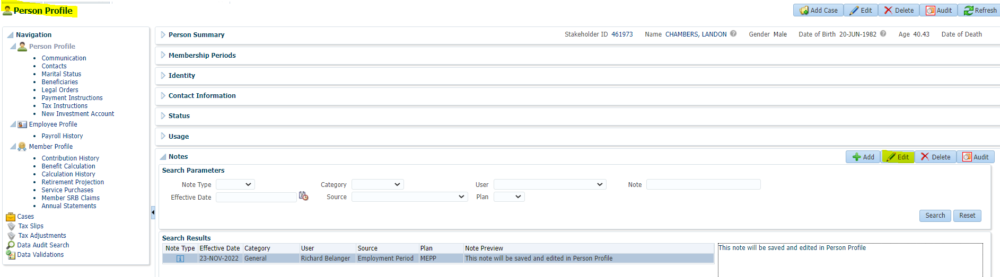 Person Profile
Add Case Edit Delete Audit Refresh
Navigation
Person Profile
Communication
Contacts
Marital Status
Beneficiaries
Legal Orders
Payment Instructions
Tax Instructions
New Investment Account
Employee Profile
Payroll History
Member Profile
Contribution History
Benefit Calculation
Calculation History
Retirement Projection
Service Purchases
Member SRB Claims
Annual Statements
Cases
Tax Slips
Tax Adjustments
Data Audit Search
Data Validations
Person Summary Stakeholder ID 461973 Name CHAMBERS, LANDON Gender Male Date of Birth 20-JUN-1982 Age 40.43 Date of Death
Membership Periods
Identity
Contact Information
Status
Usage
Notes Add Edit Delete Audit
Search Parameters
Note Type Category User Note
Effective Date Source Plan
Search Reset
Search Results
Note Type Effective Date Category User Source Plan Note Preview
23-NOV-2022 General Richard Belanger Employment Period MEPP This note will be saved and edited in Person Profile
This note will be saved and edited in Person Profile